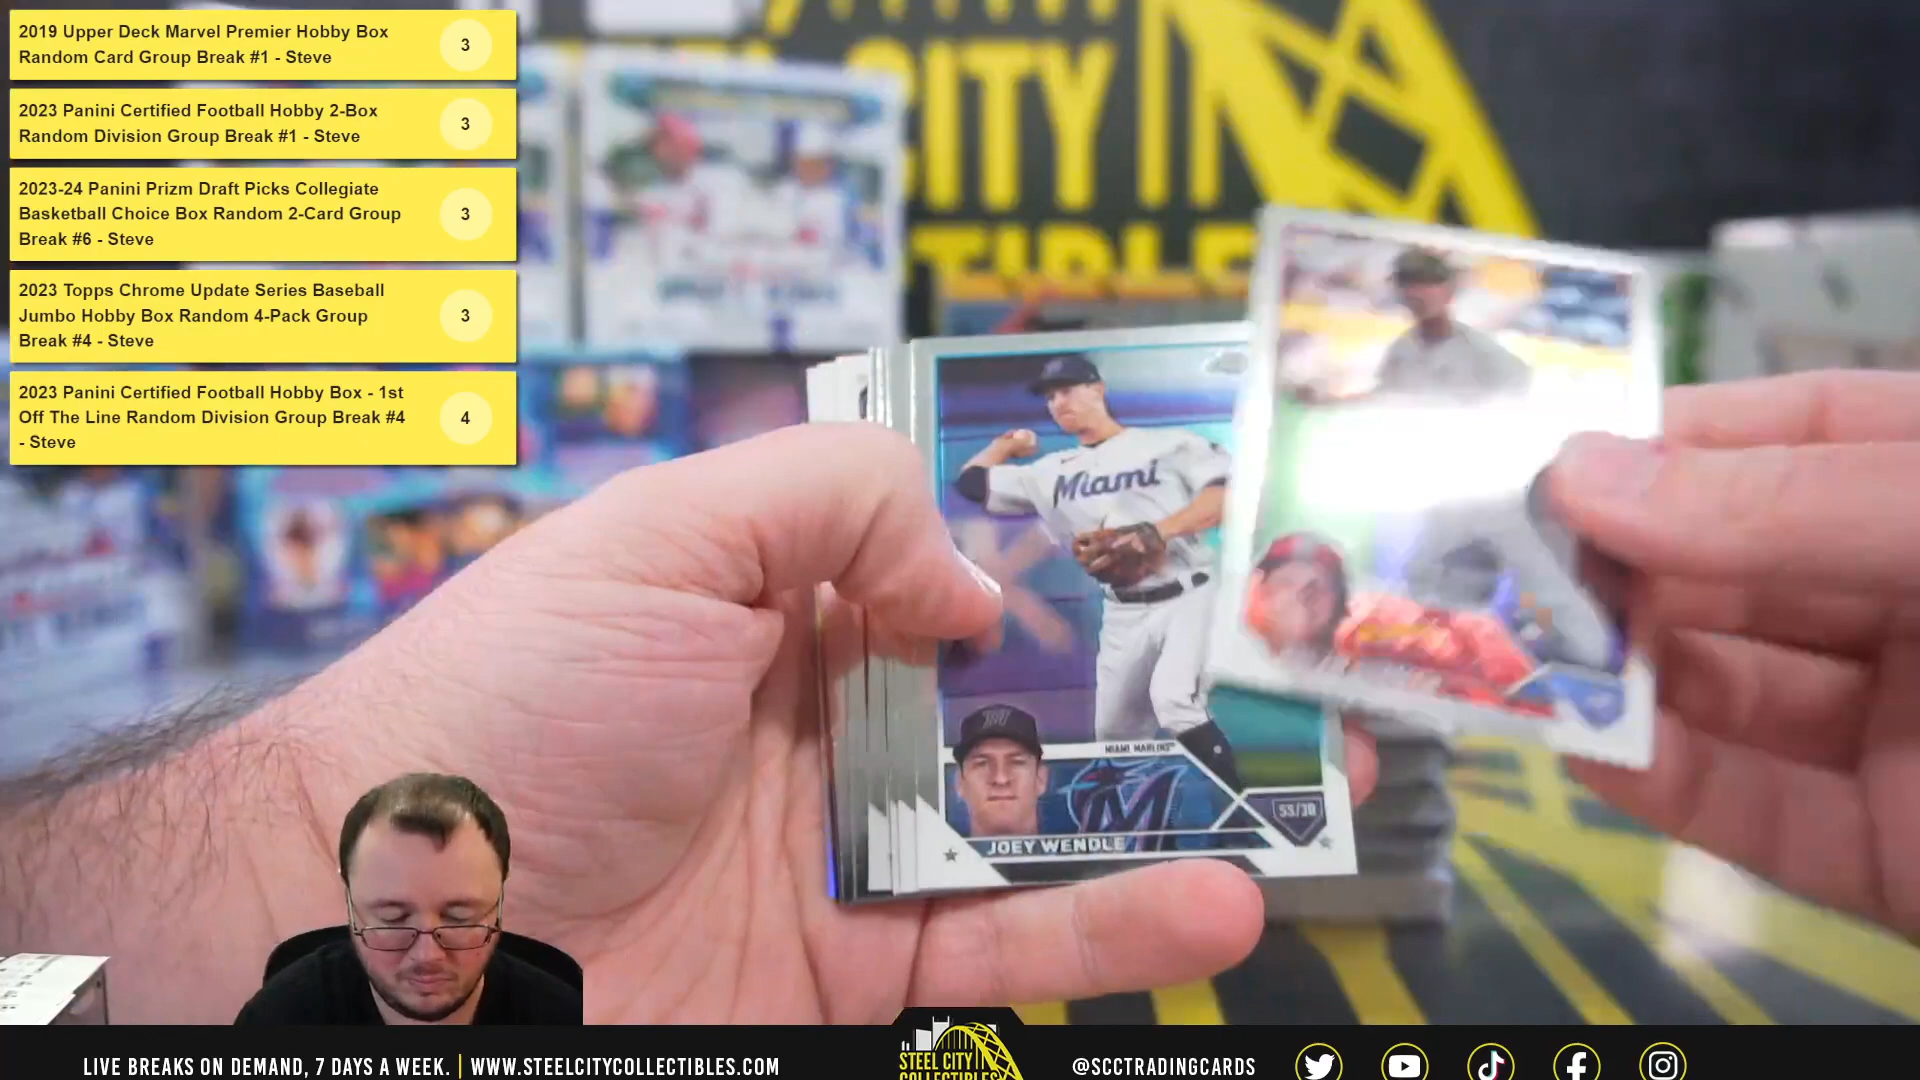 2019 Upper Deck Marvel Premier Hobby Box
Random Card Group Break #1 - Steve
3
2023 Panini Certified Football Hobby 2-Box
Random Division Group Break #1 - Steve
3
2023-24 Panini Prizm Draft Picks Collegiate
Basketball Choice Box Random 2-Card Group
Break #6 - Steve
3
2023 Topps Chrome Update Series Baseball
Jumbo Hobby Box Random 4-Pack Group
Break #4 - Steve
3
2023 Panini Certified Football Hobby Box - 1st
Off The Line Random Division Group Break #4
- Steve
4
CITY
Miami
MIAMI MARLINS
SS/3B
JOEY WENDLE
LIVE BREAKS ON DEMAND, 7 DAYS A WEEK. | WWW.STEELCITYCOLLECTIBLES.COM
STEEL CITY
COLLECTIBLES
@SCCTRADINGCARDS